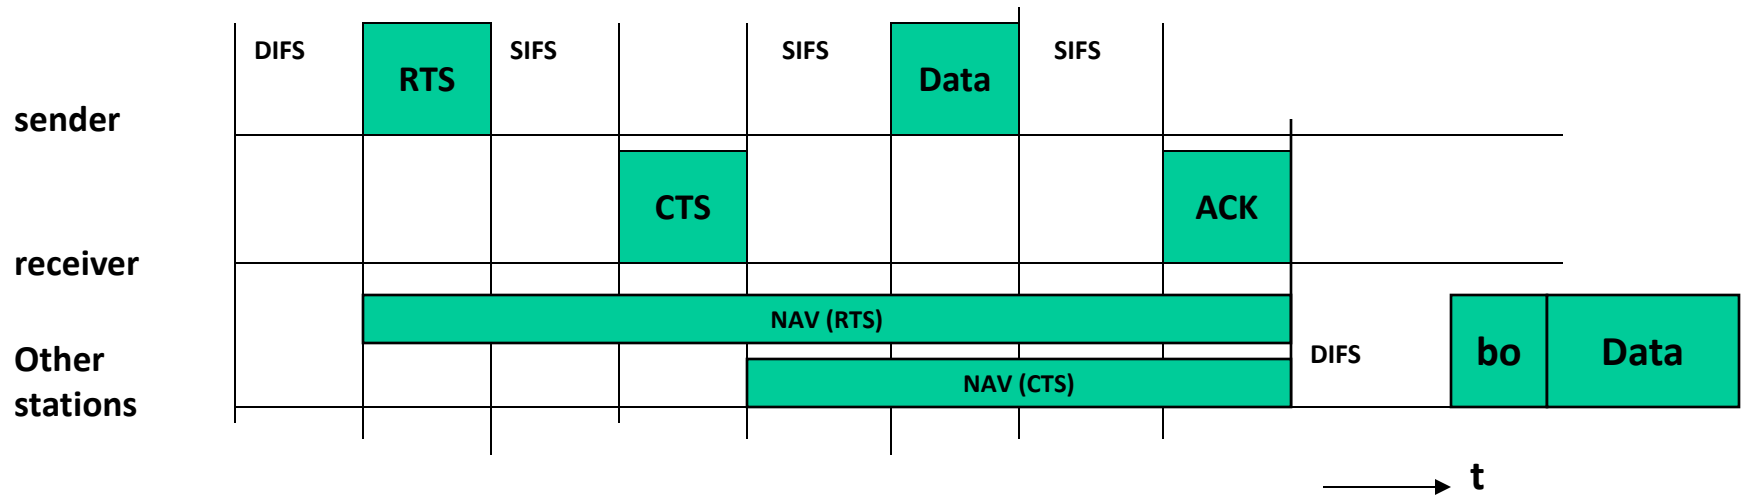 DIFS
RTS
SIFS
SIFS
Data
SIFS
sender
CTS
ACK
receiver
NAV (RTS)
Other
stations
NAV (CTS)
DIFS
bo
Data
t